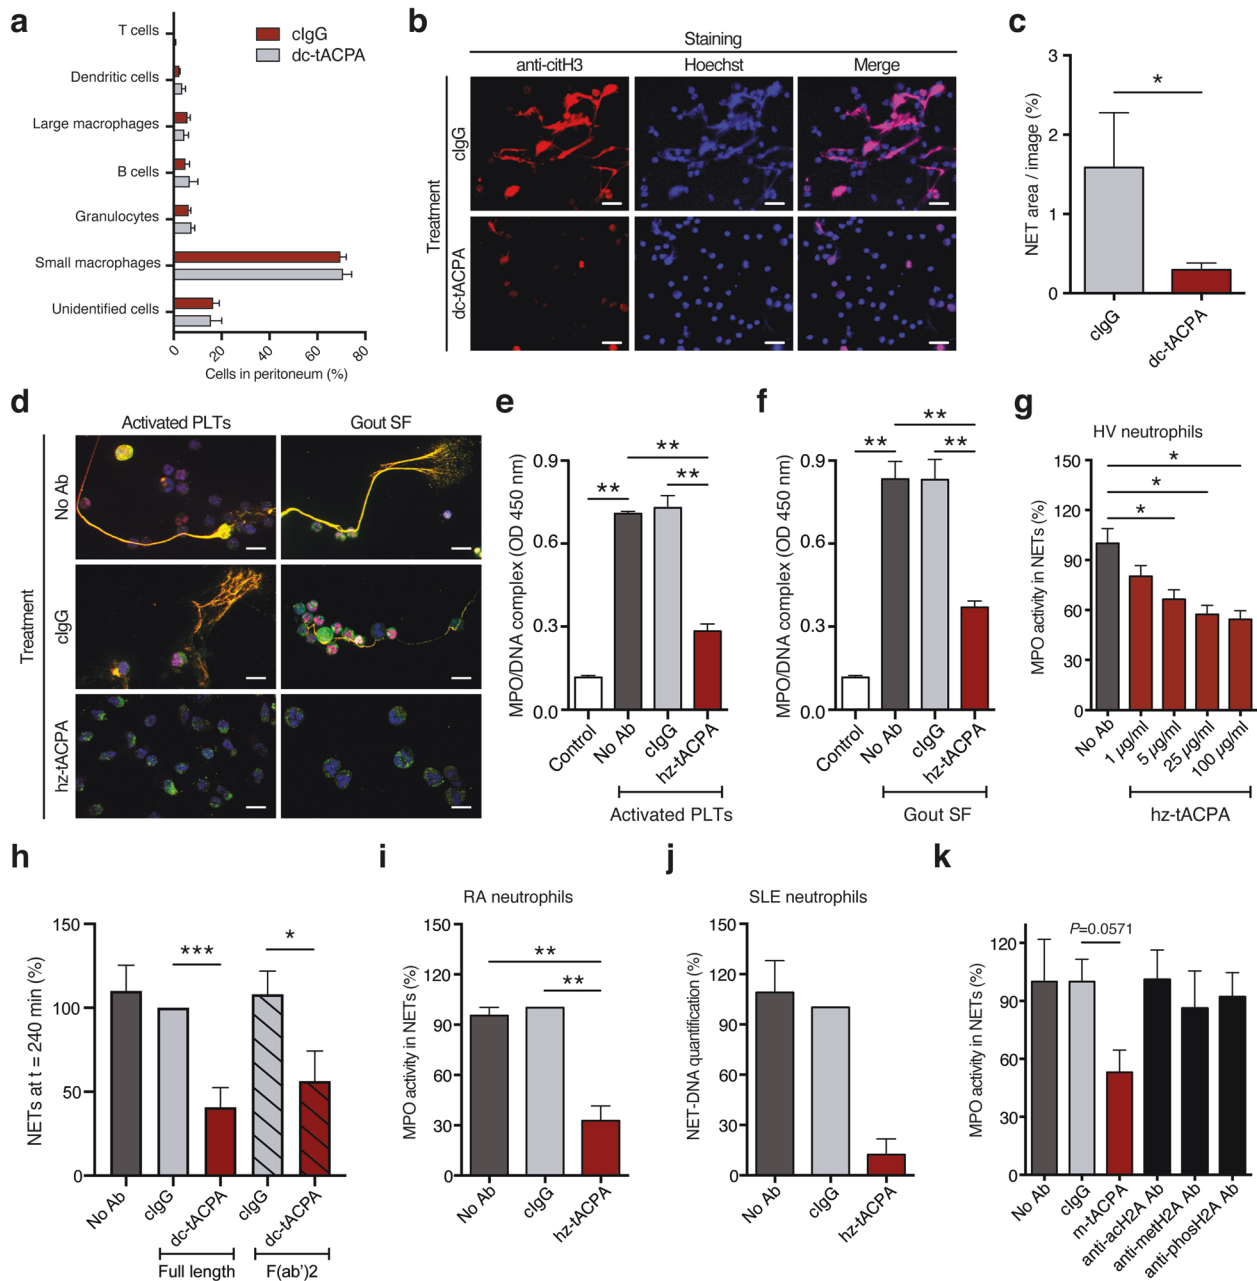 a
T cells
Dendritic cells
Large macrophages
B cells
Granulocytes
Small macrophages
Unidentified cells
cIgG
dc-tACPA
0
20
40
60
80
Cells in peritoneum (%)
b
Staining
anti-citH3
Hoechst
Merge
Treatment
cIgG
dc-tACPA
c
NET area / image (%)
3
2
1
0
*
cIgG
dc-tACPA
d
Activated PLTs
Gout SF
Treatment
No Ab
cIgG
hz-tACPA
e
MPO/DNA complex (OD 450 nm)
0.9
0.6
0.3
0.0
**
**
**
Control
No Ab
cIgG
hz-tACPA
Activated PLTs
f
MPO/DNA complex (OD 450 nm)
0.9
0.6
0.3
0.0
**
**
**
Control
No Ab
cIgG
hz-tACPA
Gout SF
g
HV neutrophils
MPO activity in NETs (%)
150
120
90
60
30
0
*
*
*
No Ab
1 µg/ml
5 µg/ml
25 µg/ml
100 µg/ml
hz-tACPA
h
NETs at t = 240 min (%)
150
100
50
0
***
*
No Ab
cIgG
dc-tACPA
cIgG
dc-tACPA
Full length
F(ab')2
i
RA neutrophils
MPO activity in NETs (%)
150
120
90
60
30
0
**
**
No Ab
cIgG
hz-tACPA
j
SLE neutrophils
NET-DNA quantification (%)
150
120
90
60
30
0
No Ab
cIgG
hz-tACPA
k
MPO activity in NETs (%)
120
90
60
30
0
P=0.0571
No Ab
cIgG
m-tACPA
anti-acH2A Ab
anti-metH2A Ab
anti-phosH2A Ab